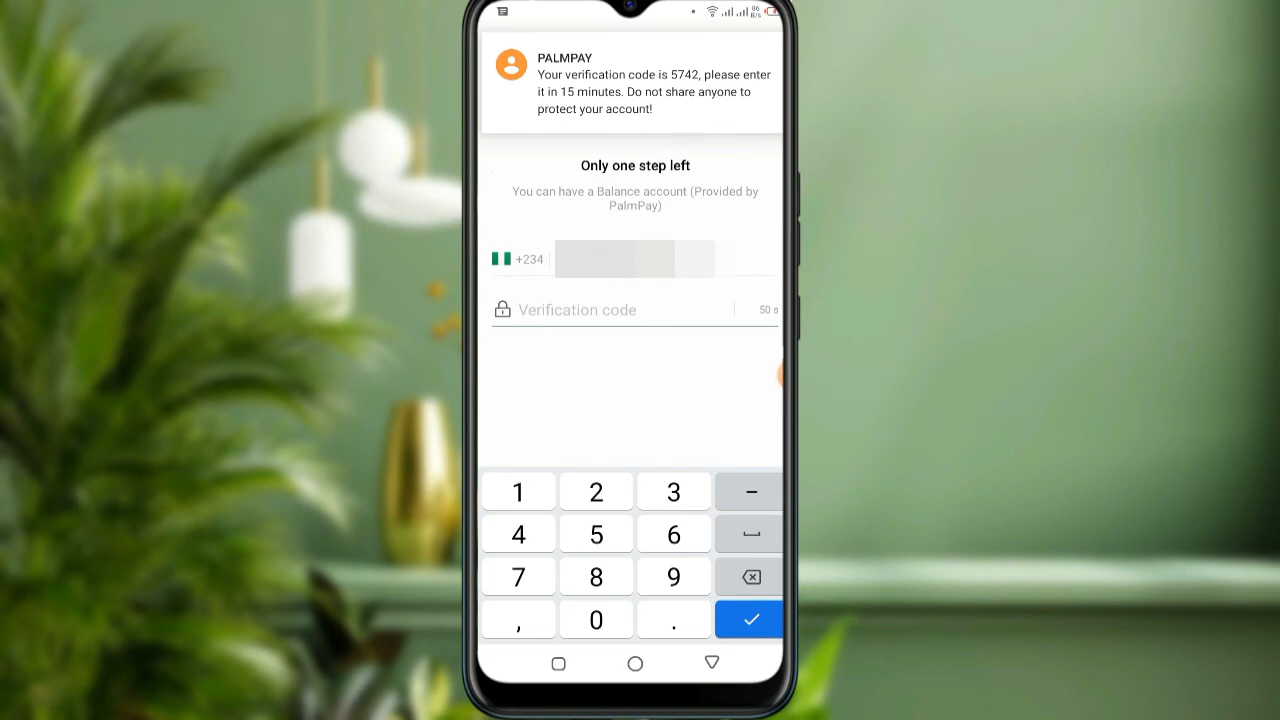 86
B/s
PALMPAY
Your verification code is 5742, please enter
it in 15 minutes. Do not share anyone to
protect your account!
Only one step left
You can have a Balance account (Provided by
PalmPay)
+234
Verification code
50 s
1 2 3 -
4 5 6
7 8 9
, 0 .